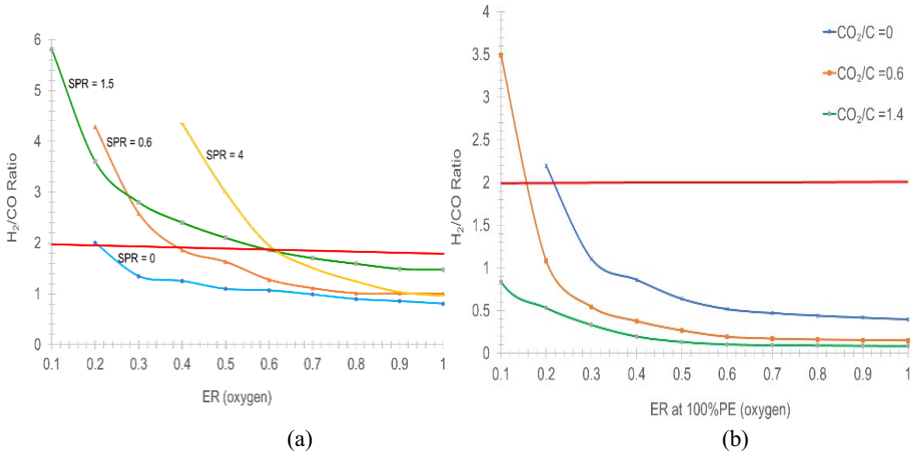 6
5
4
3
2
1
0
H₂/CO Ratio
SPR = 1.5
SPR = 0.6
SPR = 4
SPR = 0
0.1 0.2 0.3 0.4 0.5 0.6 0.7 0.8 0.9 1
ER (oxygen)
(a)
4
3.5
3
2.5
2
1.5
1
0.5
0
H₂/CO Ratio
CO₂/C =0
CO₂/C =0.6
CO₂/C =1.4
0.1 0.2 0.3 0.4 0.5 0.6 0.7 0.8 0.9 1
ER at 100%PE (oxygen)
(b)